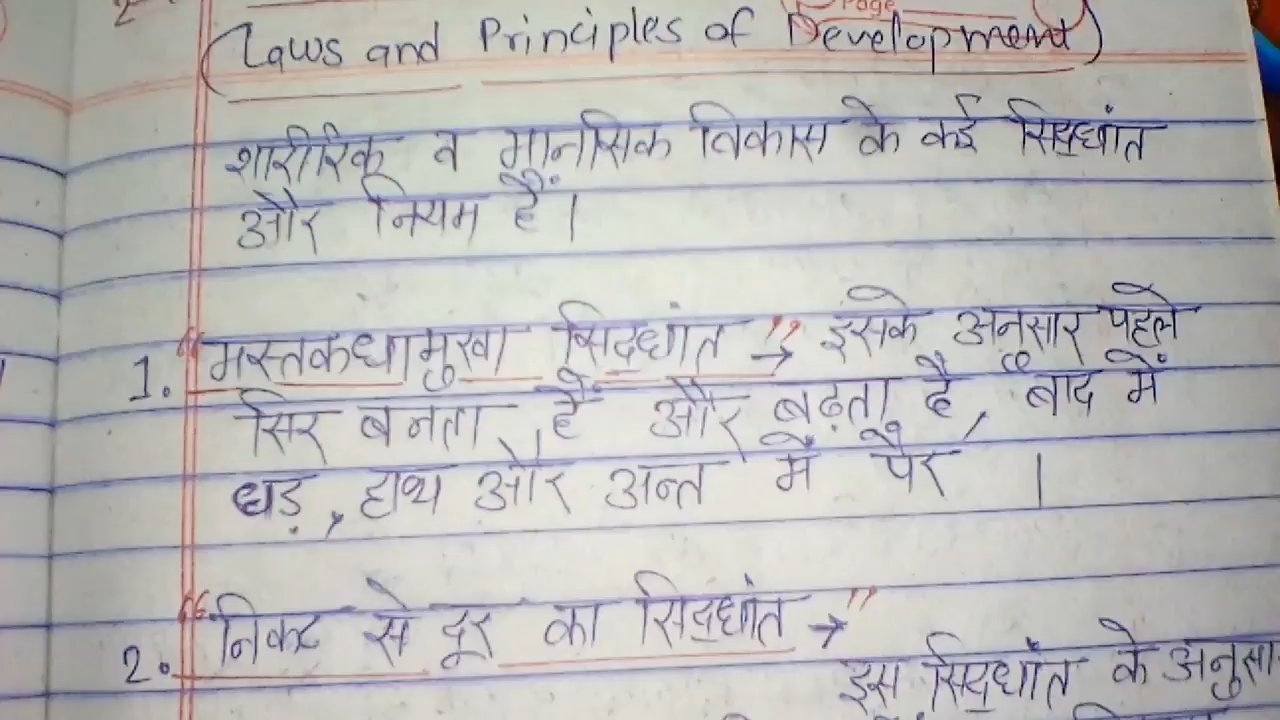 Page
(Laws and Principles of Development)
शारीरिक व मानसिक विकास के कई सिद्धांत
और नियम हैं।
1. "मस्तकधामुखा सिद्धांत →" इसके अनुसार पहले
सिर बनता है और बढ़ता है, बाद में
धड़, हाथ और अन्त में पैर ।
2. "निकट से दूर का सिद्धांत →"
इस सिद्धांत के अनुसा